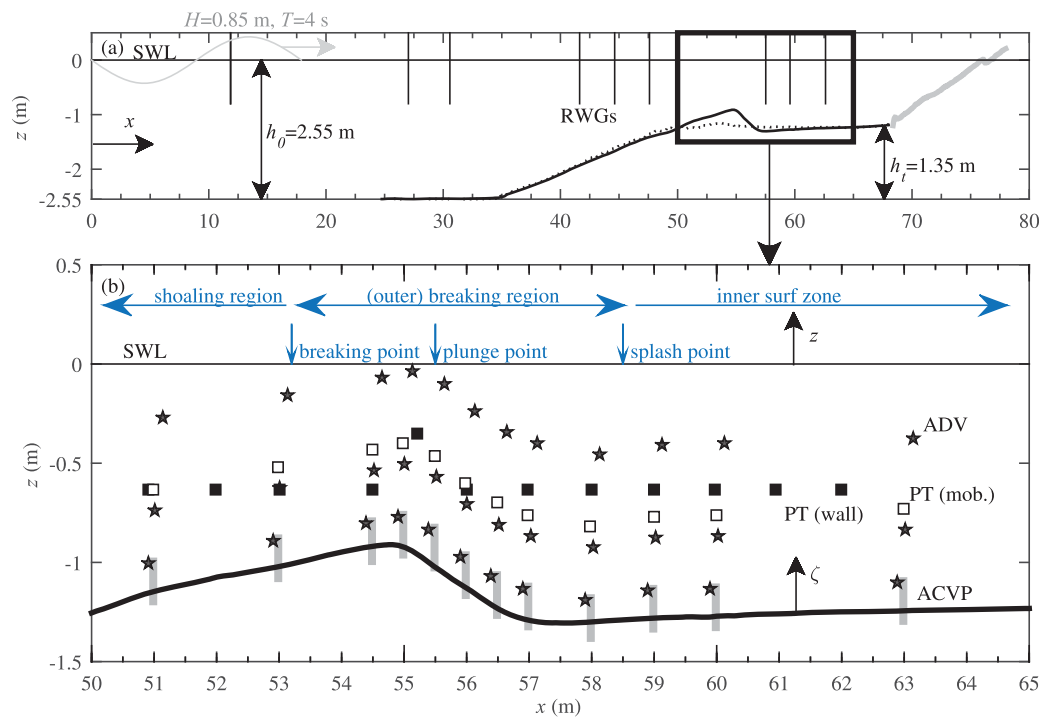 H=0.85 m, T=4 s
(a)
SWL
0
-1
-2
-2.55
z (m)
x
h0=2.55 m
RWGs
ht=1.35 m
0 10 20 30 40 50 60 70 80
(b)
0.5
0
-0.5
-1
-1.5
z (m)
shoaling region
(outer) breaking region
inner surf zone
SWL
breaking point
plunge point
splash point
z
ADV
PT (mob.)
PT (wall)
ζ
ACVP
50 51 52 53 54 55 56 57 58 59 60 61 62 63 64 65
x (m)